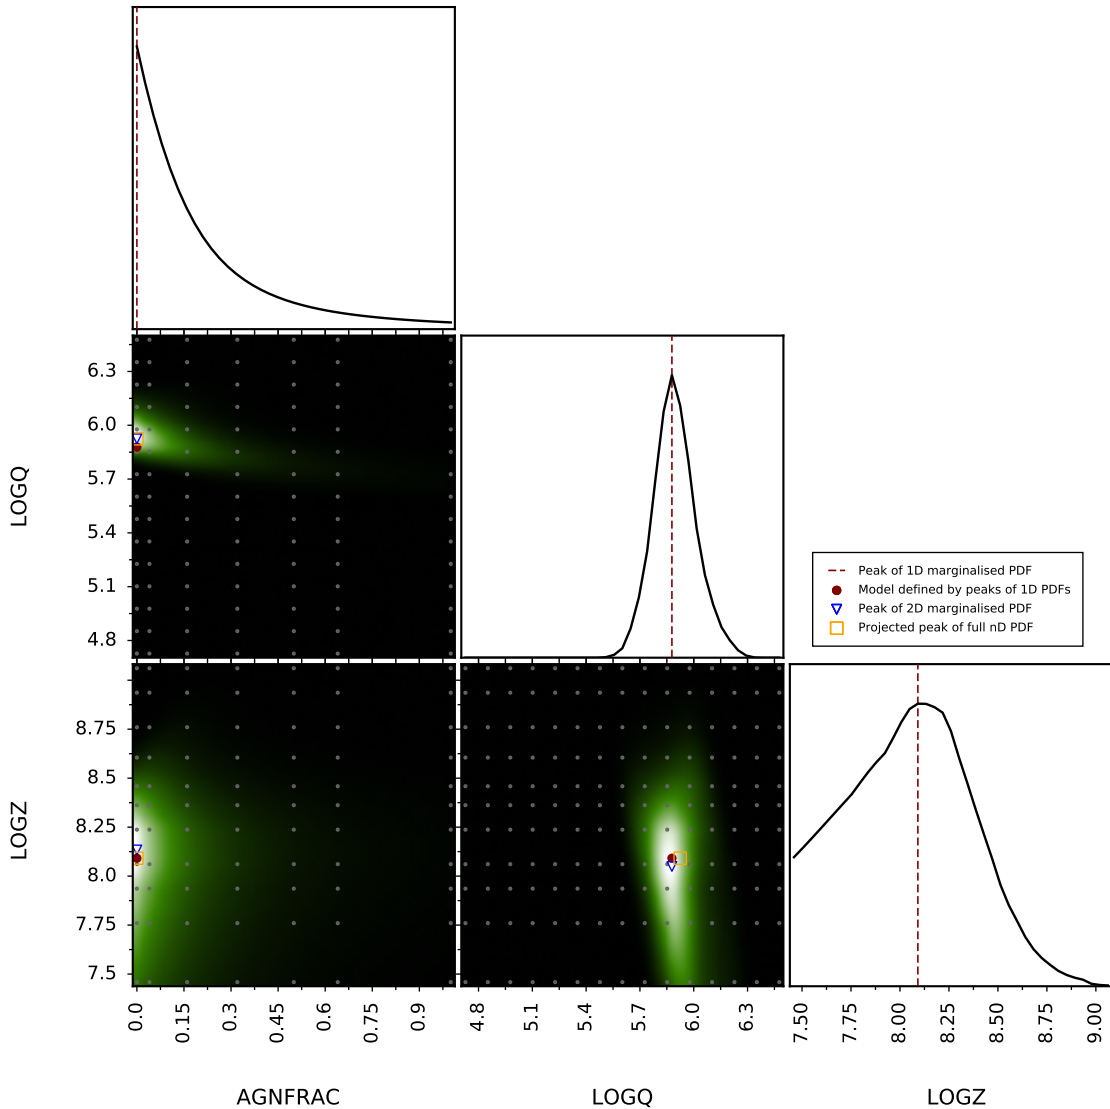 6.3
6.0
5.7
5.4
5.1
4.8
LOGQ
Peak of 1D marginalised PDF
Model defined by peaks of 1D PDFs
Peak of 2D marginalised PDF
Projected peak of full nD PDF
8.75
8.5
8.25
8.0
7.75
7.5
LOGZ
0.0 0.15 0.3 0.45 0.6 0.75 0.9
4.8 5.1 5.4 5.7 6.0 6.3
7.50 7.75 8.00 8.25 8.50 8.75 9.00
AGNFRAC
LOGQ
LOGZ